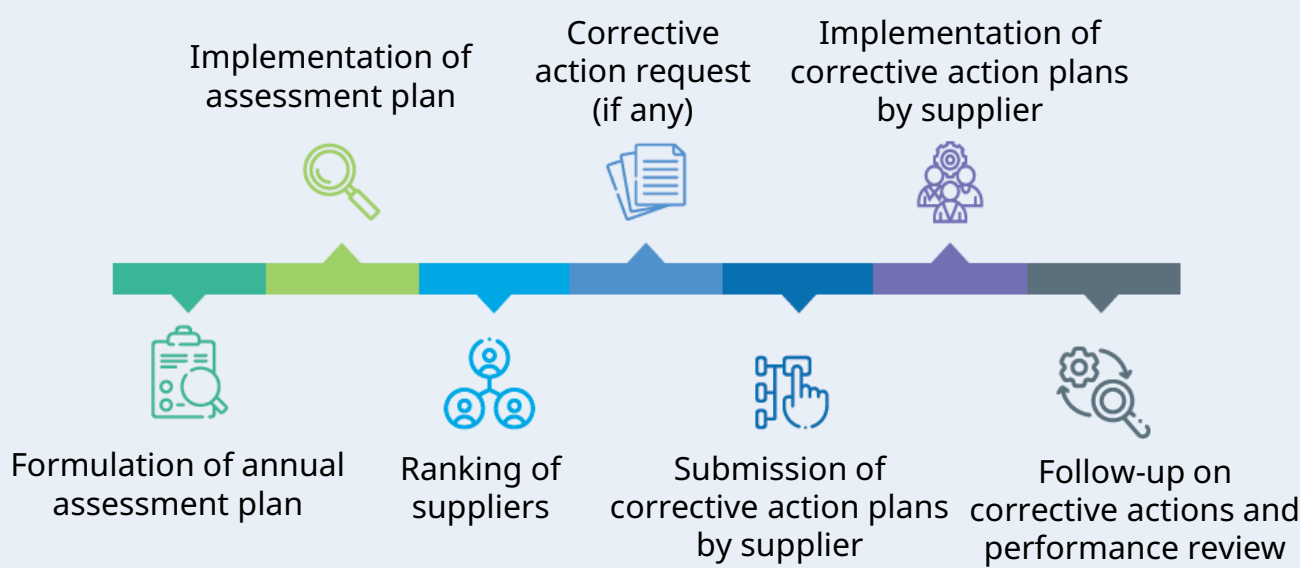 Implementation of
assessment plan
Corrective
action request
(if any)
Implementation of
corrective action plans
by supplier
Formulation of annual
assessment plan
Ranking of
suppliers
Submission of
corrective action plans
by supplier
Follow-up on
corrective actions and
performance review